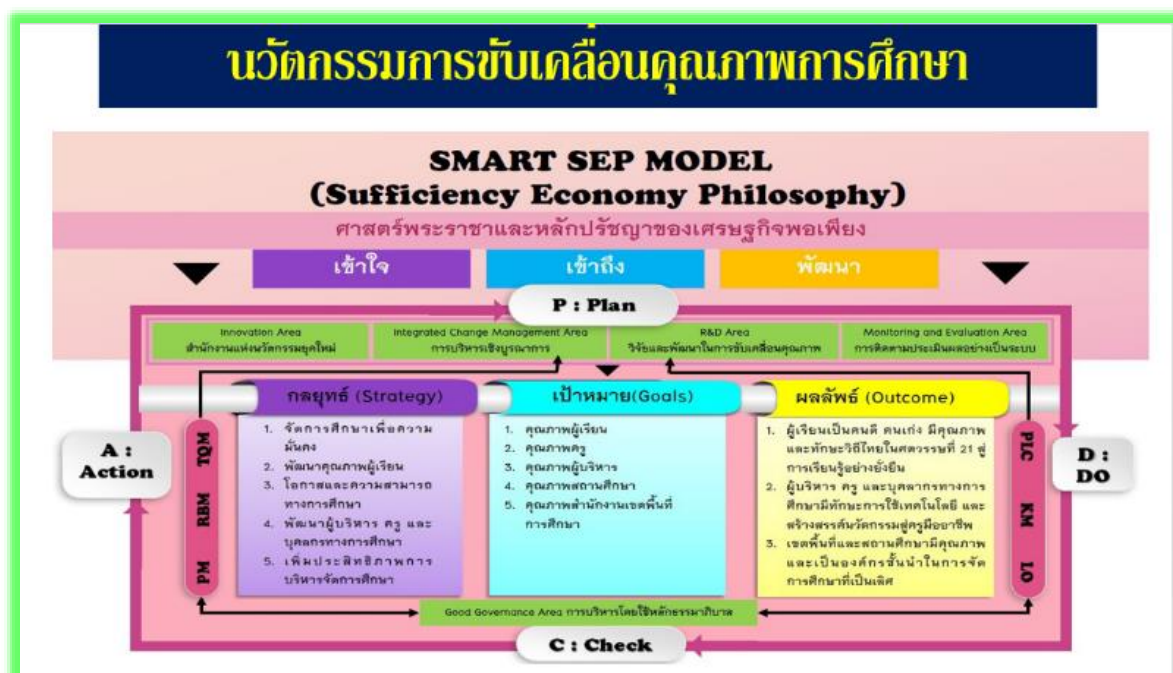 นวัตกรรมการขับเคลื่อนคุณภาพการศึกษา
SMART SEP MODEL
(Sufficiency Economy Philosophy)
ศาสตร์พระราชาและหลักปรัชญาของเศรษฐกิจพอเพียง
เข้าใจ
เข้าถึง
พัฒนา
P : Plan
Innovation Area
สำนักงานแห่งนวัตกรรมยุคใหม่
Integrated Change Management Area
การบริหารเชิงบูรณาการ
R&D Area
วิจัยและพัฒนาในการขับเคลื่อนคุณภาพ
Monitoring and Evaluation Area
การติดตามประเมินผลอย่างเป็นระบบ
A :
Action
TQM
RBM
PM
กลยุทธ์ (Strategy)
1. จัดการศึกษาเพื่อความ
มั่นคง
2. พัฒนาคุณภาพผู้เรียน
3. โอกาสและความสามารถ
ทางการศึกษา
4. พัฒนาผู้บริหาร ครู และ
บุคลกรทางการศึกษา
5. เพิ่มประสิทธิภาพการ
บริหารจัดการศึกษา
เป้าหมาย(Goals)
1. คุณภาพผู้เรียน
2. คุณภาพครู
3. คุณภาพผู้บริหาร
4. คุณภาพสถานศึกษา
5. คุณภาพสำนักงานเขตพื้นที่
การศึกษา
ผลลัพธ์ (Outcome)
1. ผู้เรียนเป็นคนดี คนเก่ง มีคุณภาพ
และทักษะวิถีไทยในศตวรรษที่ 21 สู่
การเรียนรู้อย่างยั่งยืน
2. ผู้บริหาร ครู และบุคลากรทางการ
ศึกษามีทักษะการใช้เทคโนโลยี และ
สร้างสรรค์นวัตกรรมสู่ครูมืออาชีพ
3. เขตพื้นที่และสถานศึกษามีคุณภาพ
และเป็นองค์กรชั้นนำในการจัด
การศึกษาที่เป็นเลิศ
PLC
KM
LO
D :
DO
Good Governance Area การบริหารโดยใช้หลักธรรมาภิบาล
C : Check